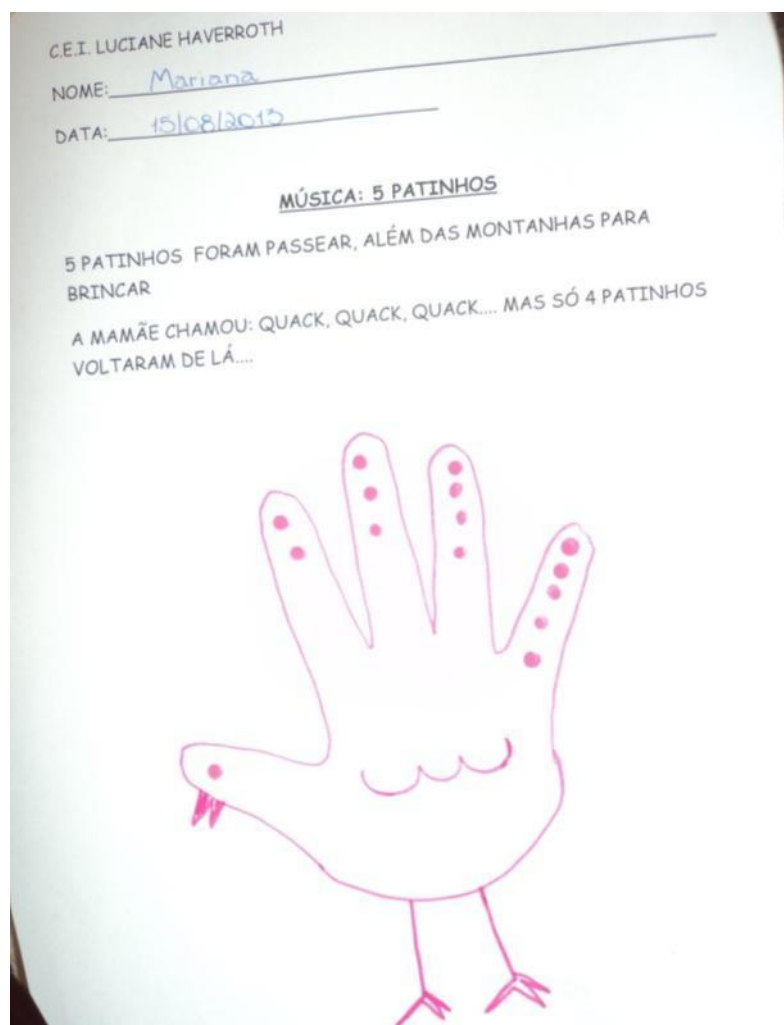 C.E.I. LUCIANE HAVERROTH
NOME: Mariana
DATA: 15/08/2013
MÚSICA: 5 PATINHOS
5 PATINHOS FORAM PASSEAR, ALÉM DAS MONTANHAS PARA
BRINCAR
A MAMÃE CHAMOU: QUACK, QUACK, QUACK.... MAS SÓ 4 PATINHOS
VOLTARAM DE LÁ....